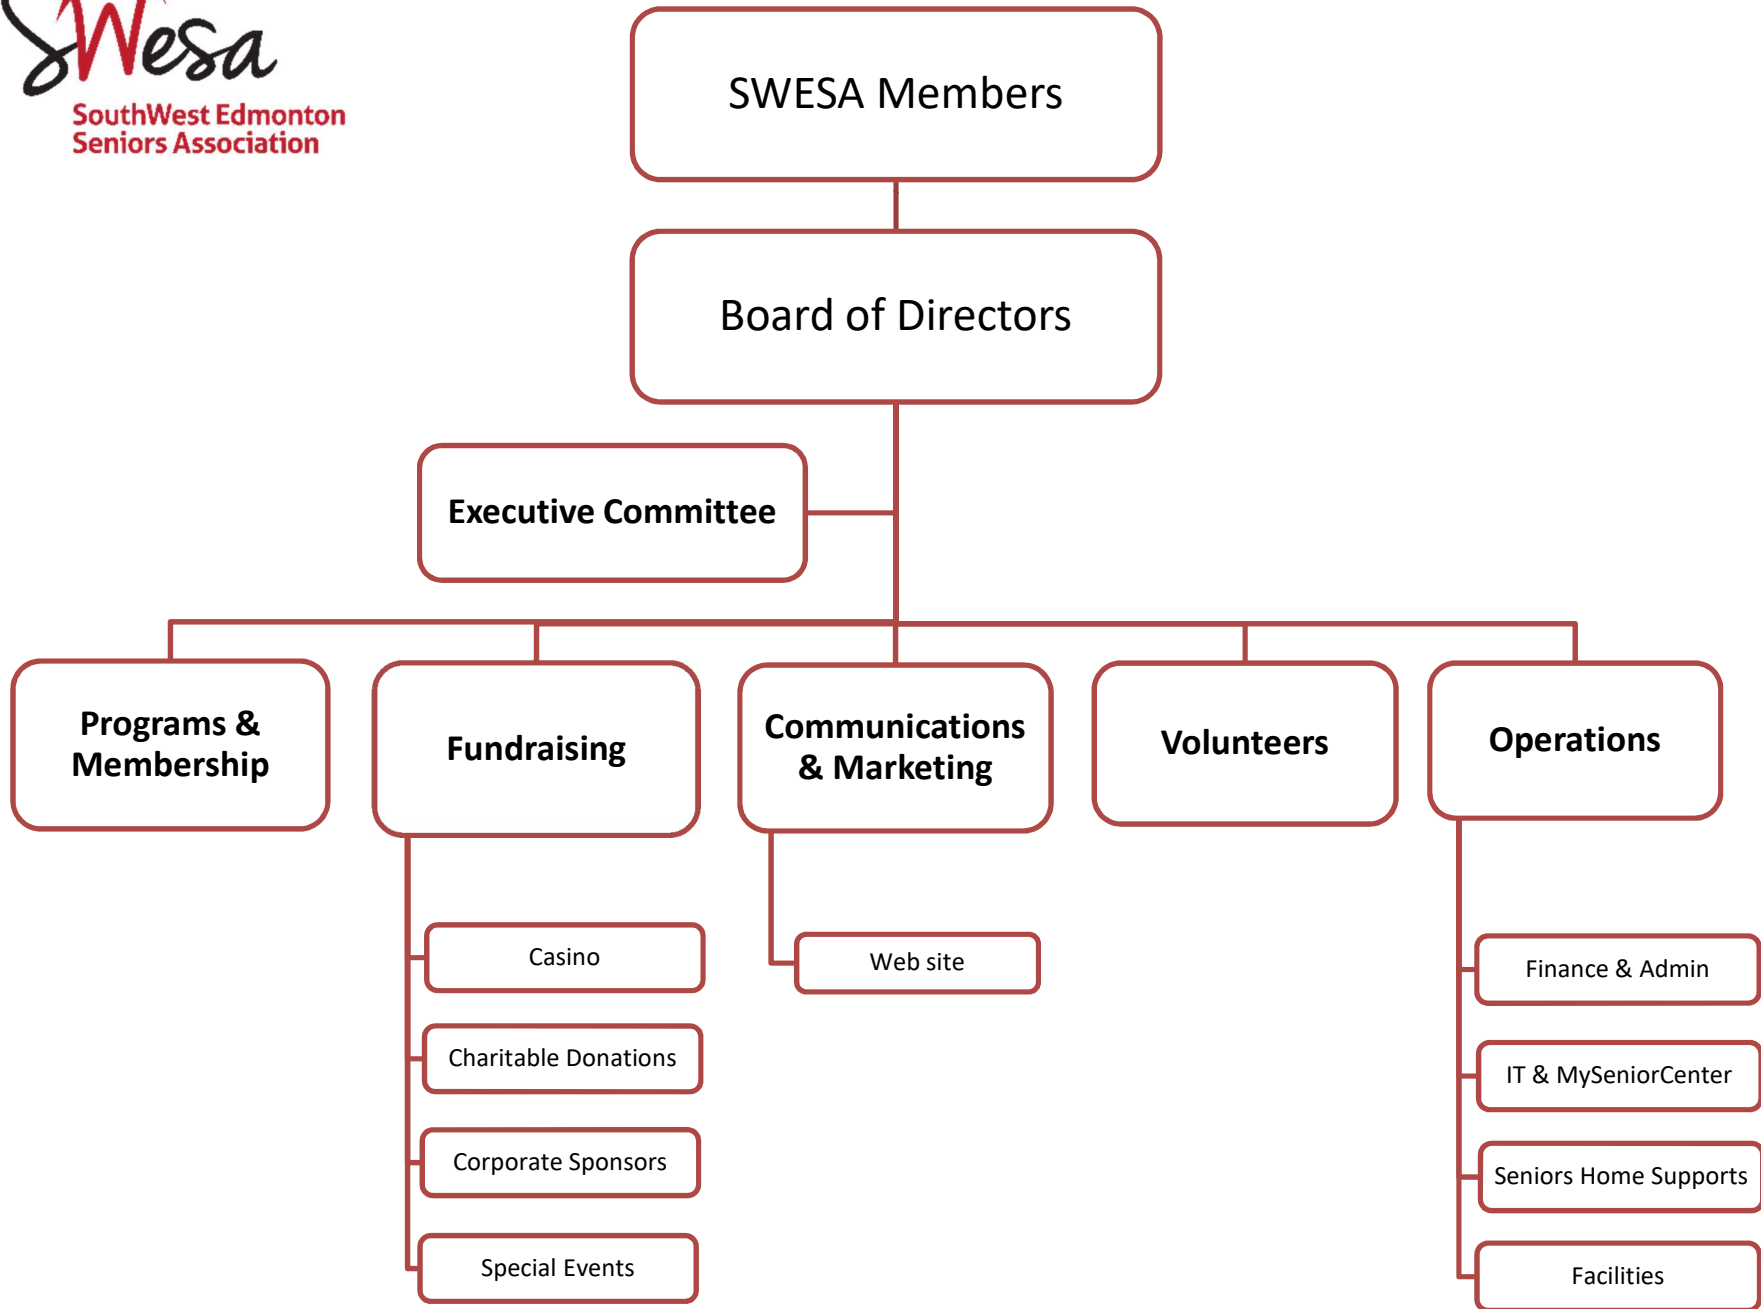 SWesa
SouthWest Edmonton
Seniors Association
SWESA Members
Board of Directors
Executive Committee
Programs &
Membership
Fundraising
Communications
& Marketing
Volunteers
Operations
Casino
Charitable Donations
Corporate Sponsors
Special Events
Web site
Finance & Admin
IT & MySeniorCenter
Seniors Home Supports
Facilities